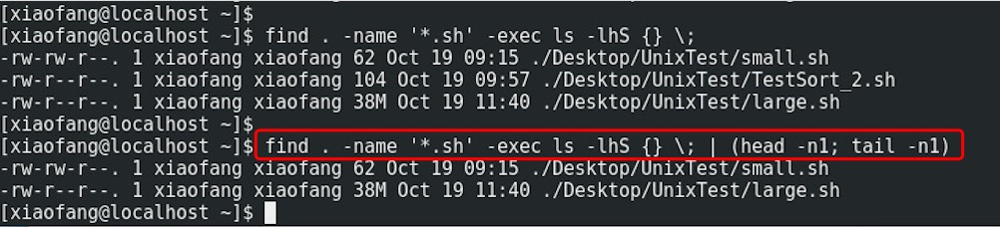 [xiaofang@localhost ~]$
[xiaofang@localhost ~]$ find . -name '*.sh' -exec ls -lhS {} \;
-rw-rw-r--. 1 xiaofang xiaofang 62 Oct 19 09:15 ./Desktop/UnixTest/small.sh
-rw-rw-r--. 1 xiaofang xiaofang 104 Oct 19 09:57 ./Desktop/UnixTest/TestSort_2.sh
-rw-r--r--. 1 xiaofang xiaofang 38M Oct 19 11:40 ./Desktop/UnixTest/large.sh
[xiaofang@localhost ~]$
[xiaofang@localhost ~]$ find . -name '*.sh' -exec ls -lhS {} \; | (head -n1; tail -n1)
-rw-rw-r--. 1 xiaofang xiaofang 62 Oct 19 09:15 ./Desktop/UnixTest/small.sh
-rw-r--r--. 1 xiaofang xiaofang 38M Oct 19 11:40 ./Desktop/UnixTest/large.sh
[xiaofang@localhost ~]$